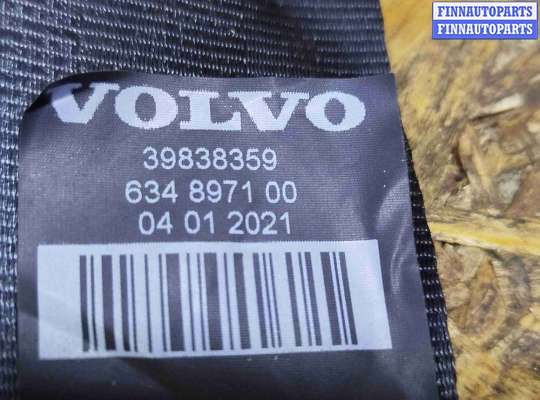 FINNAUTOPARTS
FINNAUTOPARTS
VOLVO
39838359
634 8971 00
04 01 2021